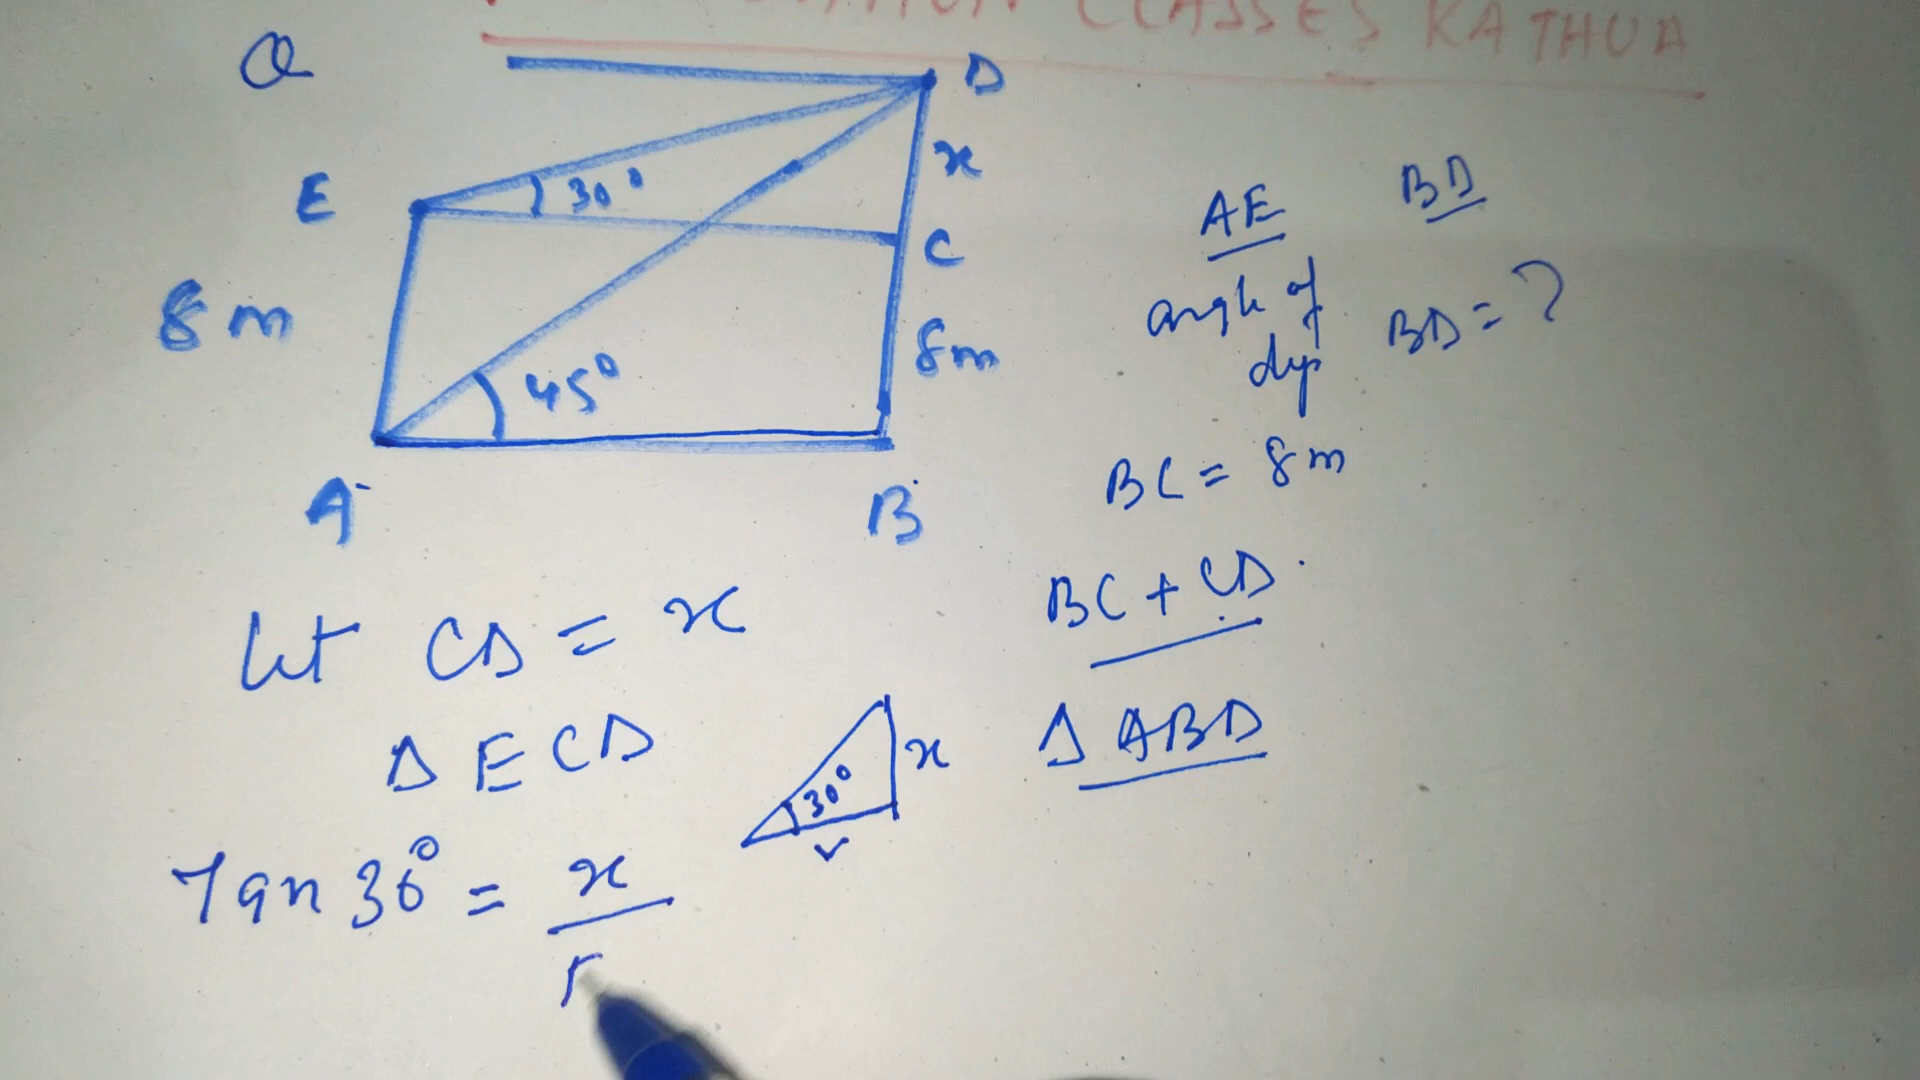 CLASSES KATHUA
Q
D
x
E
30°
C
8m
8m
45°
A
B
AE
BD
angle of
dip
BD = ?
BC = 8m
BC + CD
let CD = x
Δ ECD
30°
x
Δ ABD
Tan 30° = x